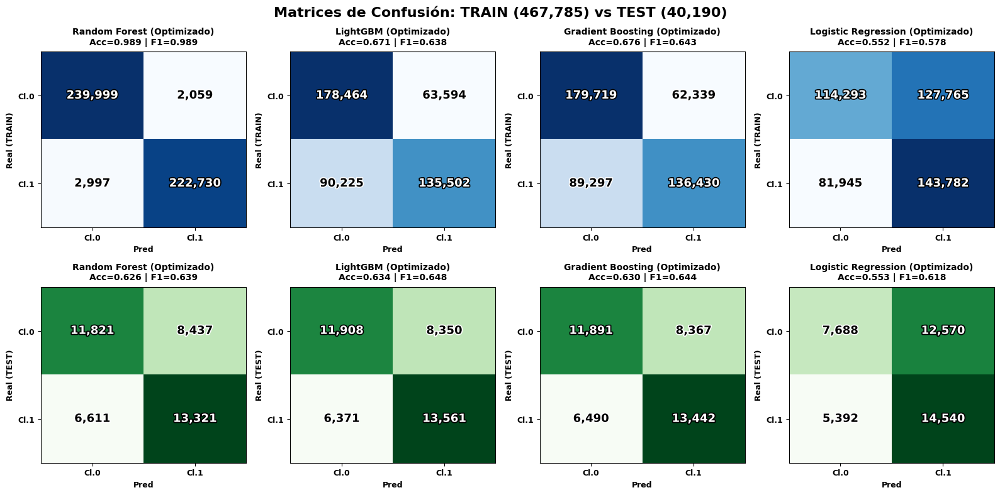 Matrices de Confusión: TRAIN (467,785) vs TEST (40,190)
Random Forest (Optimizado)
Acc=0.989 | F1=0.989
Real (TRAIN)
Cl.0
239,999 2,059
Cl.1
2,997 222,730
Cl.0 Cl.1
Pred
LightGBM (Optimizado)
Acc=0.671 | F1=0.638
Real (TRAIN)
Cl.0
178,464 63,594
Cl.1
90,225 135,502
Cl.0 Cl.1
Pred
Gradient Boosting (Optimizado)
Acc=0.676 | F1=0.643
Real (TRAIN)
Cl.0
179,719 62,339
Cl.1
89,297 136,430
Cl.0 Cl.1
Pred
Logistic Regression (Optimizado)
Acc=0.552 | F1=0.578
Real (TRAIN)
Cl.0
114,293 127,765
Cl.1
81,945 143,782
Cl.0 Cl.1
Pred
Random Forest (Optimizado)
Acc=0.626 | F1=0.639
Real (TEST)
Cl.0
11,821 8,437
Cl.1
6,611 13,321
Cl.0 Cl.1
Pred
LightGBM (Optimizado)
Acc=0.634 | F1=0.648
Real (TEST)
Cl.0
11,908 8,350
Cl.1
6,371 13,561
Cl.0 Cl.1
Pred
Gradient Boosting (Optimizado)
Acc=0.630 | F1=0.644
Real (TEST)
Cl.0
11,891 8,367
Cl.1
6,490 13,442
Cl.0 Cl.1
Pred
Logistic Regression (Optimizado)
Acc=0.553 | F1=0.618
Real (TEST)
Cl.0
7,688 12,570
Cl.1
5,392 14,540
Cl.0 Cl.1
Pred